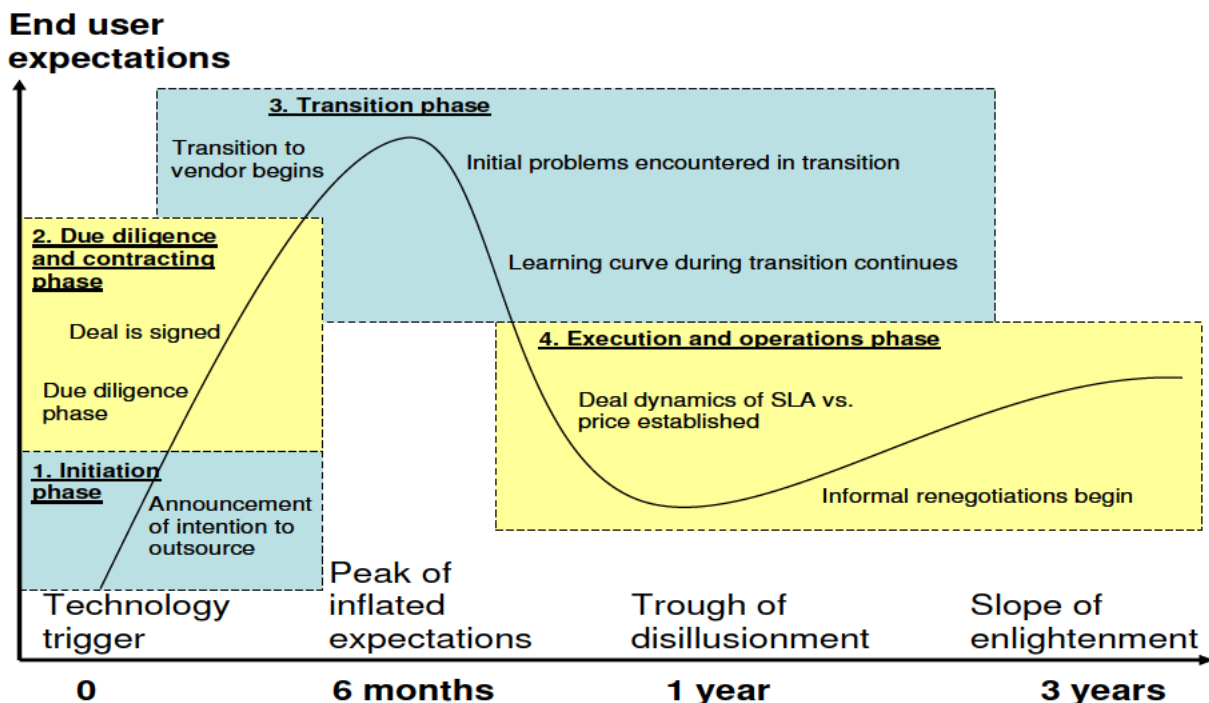 End user
expectations
3. Transition phase
Transition to
vendor begins
Initial problems encountered in transition
Learning curve during transition continues
2. Due diligence
and contracting
phase
Deal is signed
Due diligence
phase
4. Execution and operations phase
Deal dynamics of SLA vs.
price established
Informal renegotiations begin
1. Initiation
phase
Announcement
of intention to
outsource
Technology
trigger
Peak of
inflated
expectations
Trough of
disillusionment
Slope of
enlightenment
0
6 months
1 year
3 years